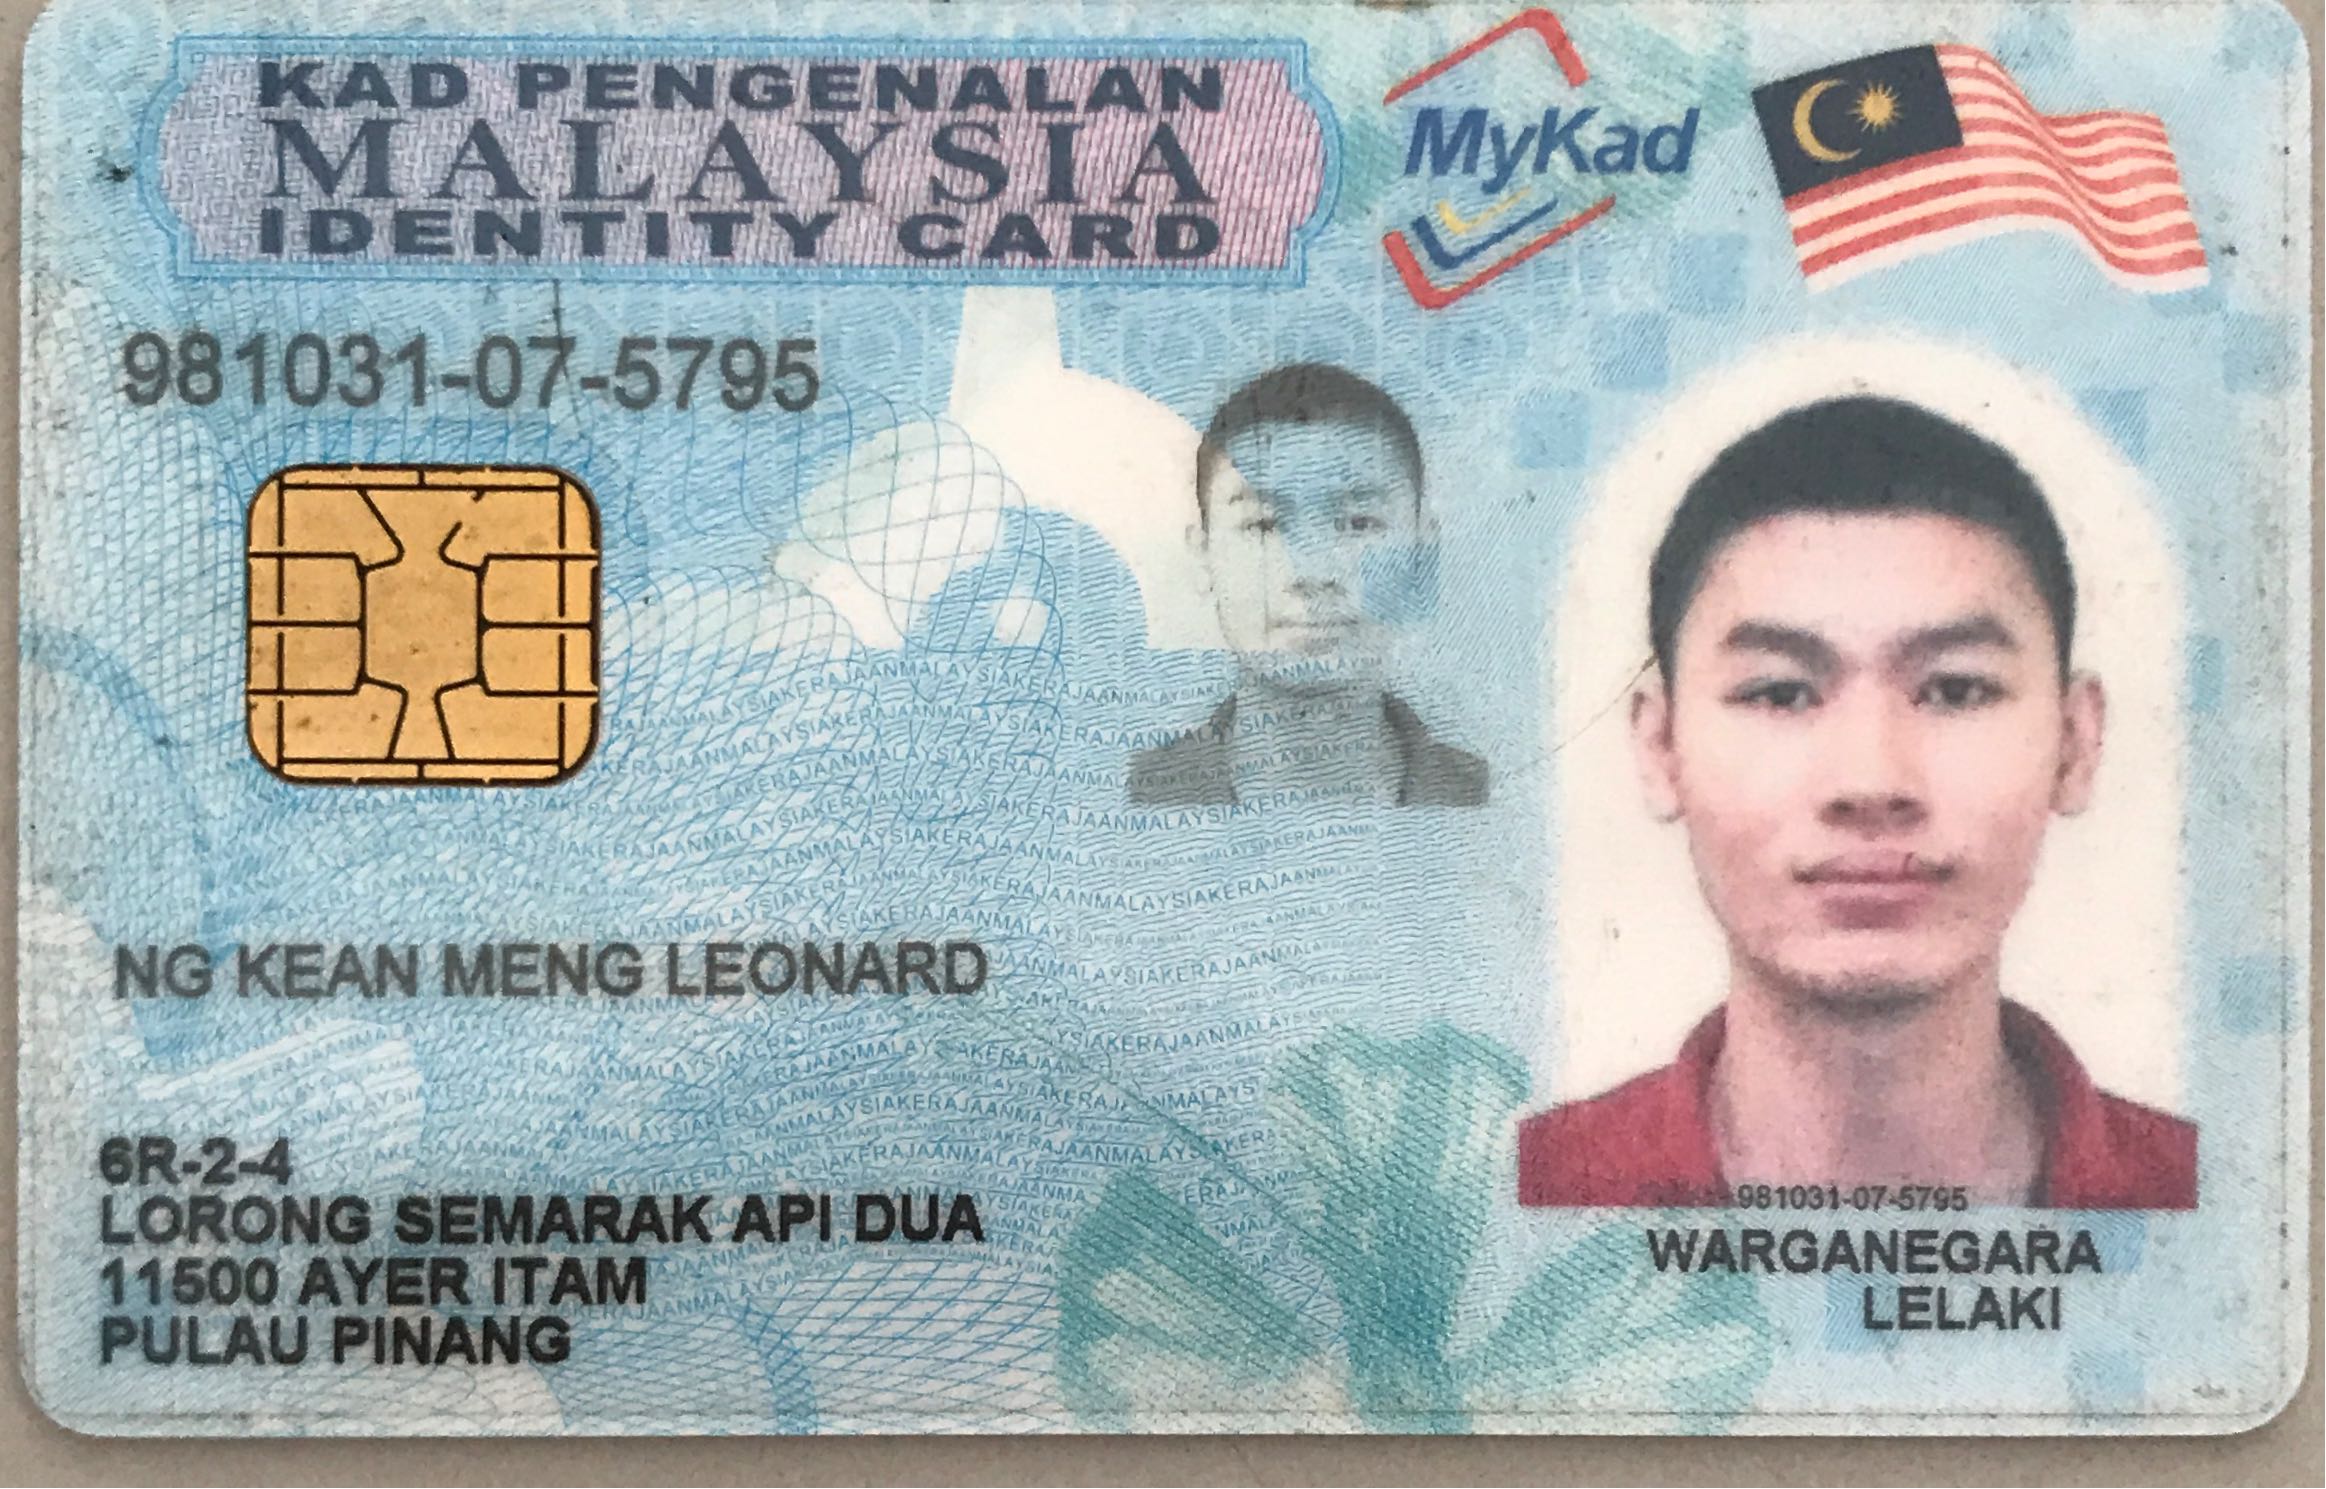 KAD PENGENALAN
MALAYSIA
IDENTITY CARD
MyKad
981031-07-5795
NG KEAN MENG LEONARD
6R-2-4
LORONG SEMARAK API DUA
11500 AYER ITAM
PULAU PINANG
981031-07-5795
WARGANEGARA
LELAKI